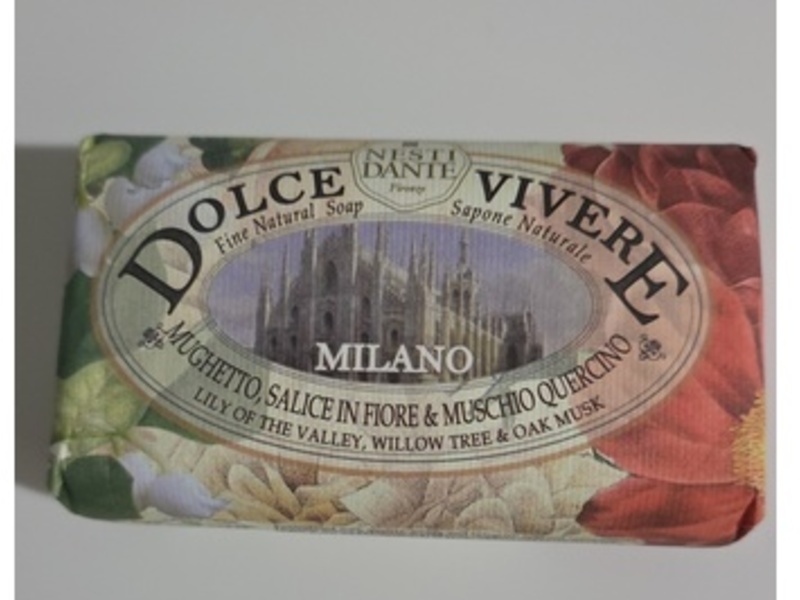 NESTI
DANTE
Firenze
DOLCE VIVERE
Fine Natural Soap
Sapone Naturale
MILANO
MUGHETTO, SALICE IN FIORE & MUSCHIO QUERCINO
LILY OF THE VALLEY, WILLOW TREE & OAK MUSK